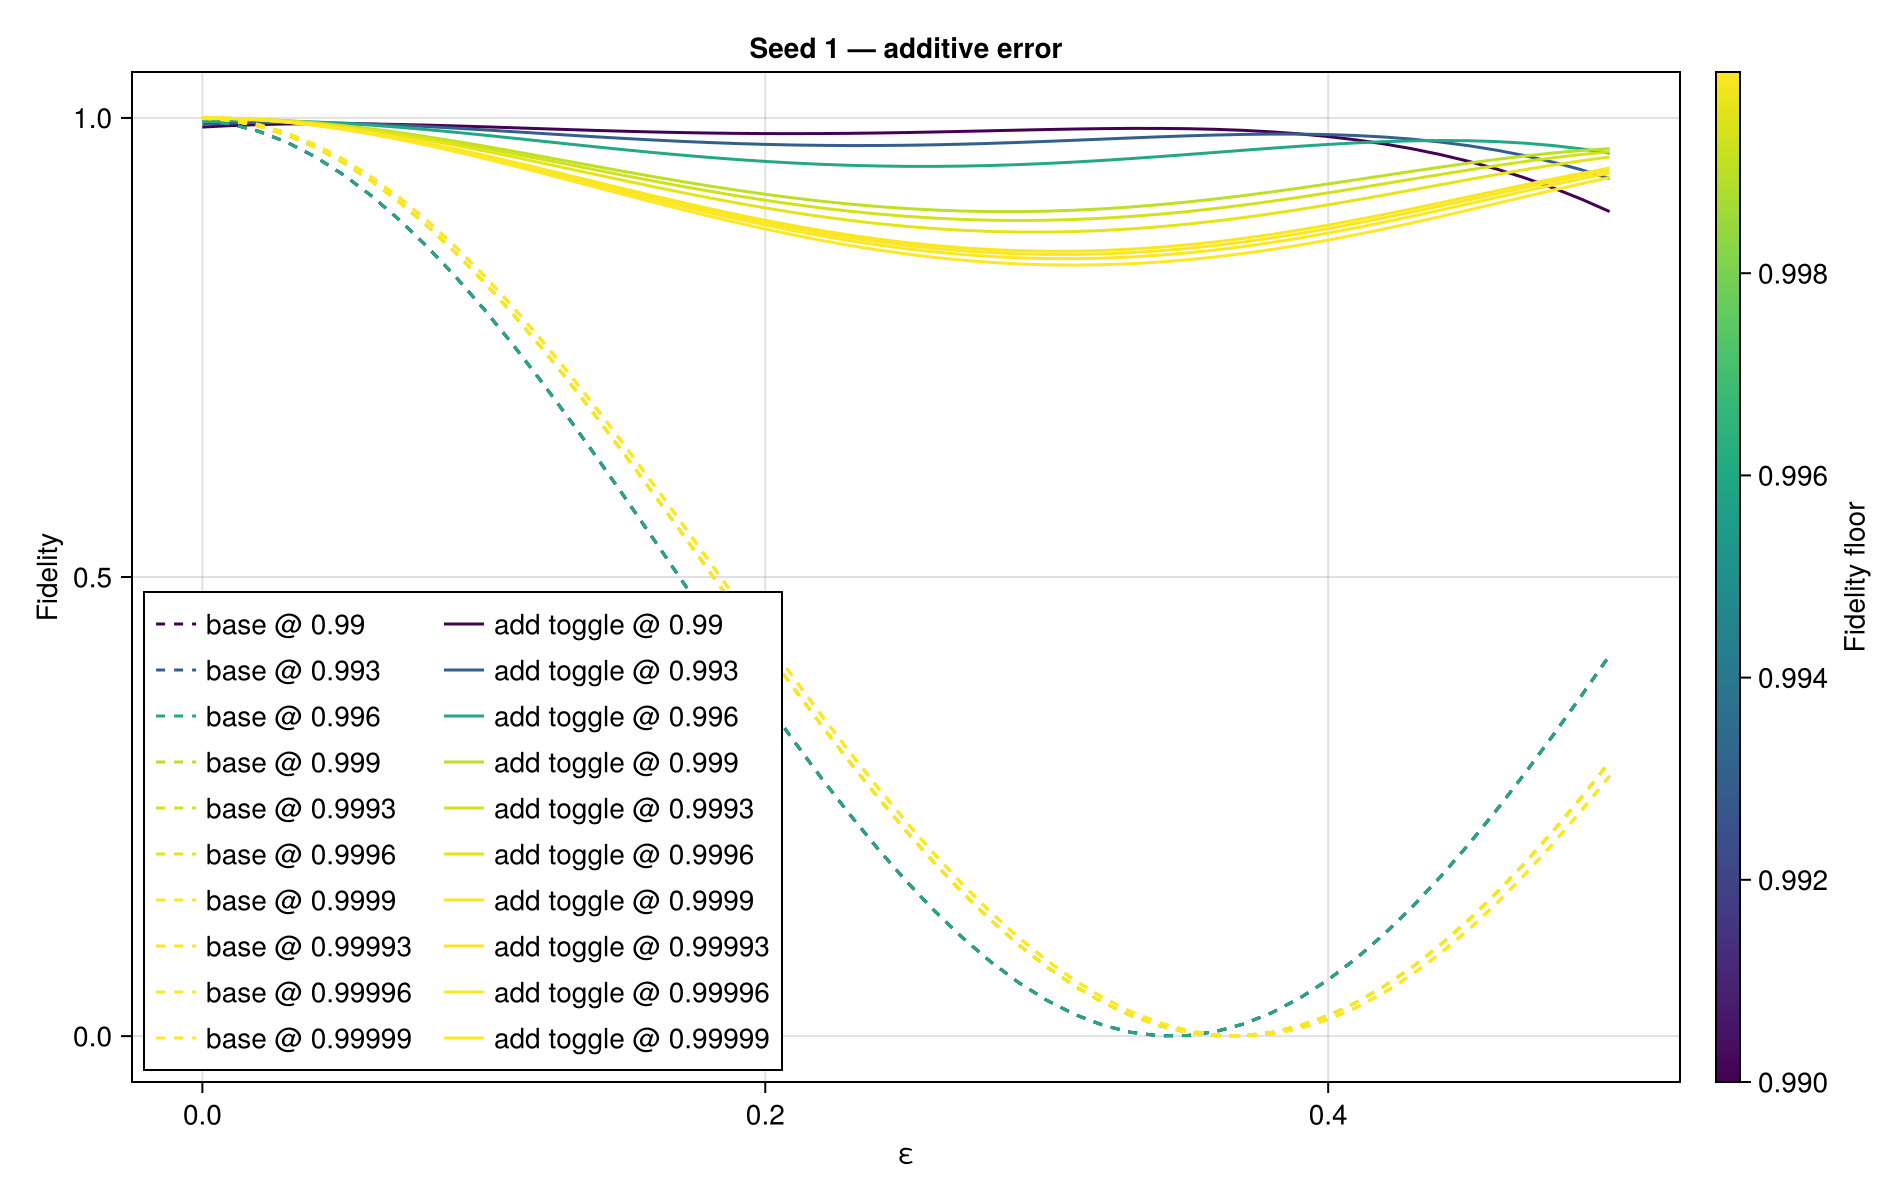 Seed 1 — additive error
Fidelity
1.0
0.5
0.0
base @ 0.99
base @ 0.993
base @ 0.996
base @ 0.999
base @ 0.9993
base @ 0.9996
base @ 0.9999
base @ 0.99993
base @ 0.99996
base @ 0.99999
add toggle @ 0.99
add toggle @ 0.993
add toggle @ 0.996
add toggle @ 0.999
add toggle @ 0.9993
add toggle @ 0.9996
add toggle @ 0.9999
add toggle @ 0.99993
add toggle @ 0.99996
add toggle @ 0.99999
0.0
0.2
0.4
ε
0.998
0.996
0.994
0.992
0.990
Fidelity floor